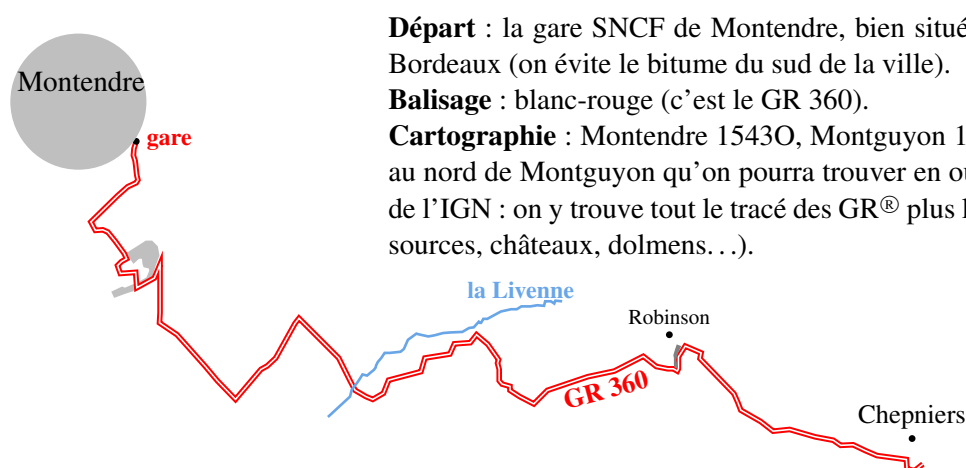 Départ : la gare SNCF de Montendre, bien situé
Bordeaux (on évite le bitume du sud de la ville).
Balisage : blanc-rouge (c'est le GR 360).
Cartographie : Montendre 1543O, Montguyon 1
au nord de Montguyon qu'on pourra trouver en ou
de l'IGN : on y trouve tout le tracé des GR® plus l
sources, châteaux, dolmens...).
Montendre
gare
la Livenne
Robinson
GR 360
Chepniers